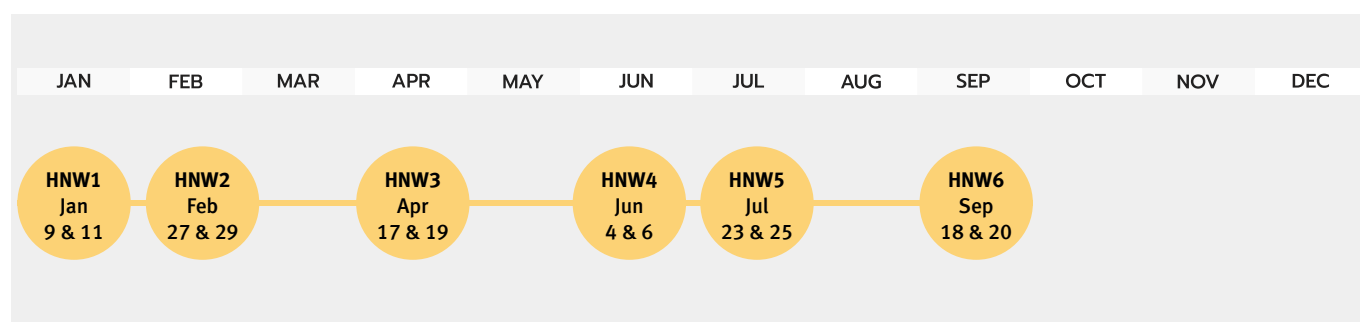 JAN FEB MAR APR MAY JUN JUL AUG SEP OCT NOV DEC
HNW1
Jan
9 & 11
HNW2
Feb
27 & 29
HNW3
Apr
17 & 19
HNW4
Jun
4 & 6
HNW5
Jul
23 & 25
HNW6
Sep
18 & 20